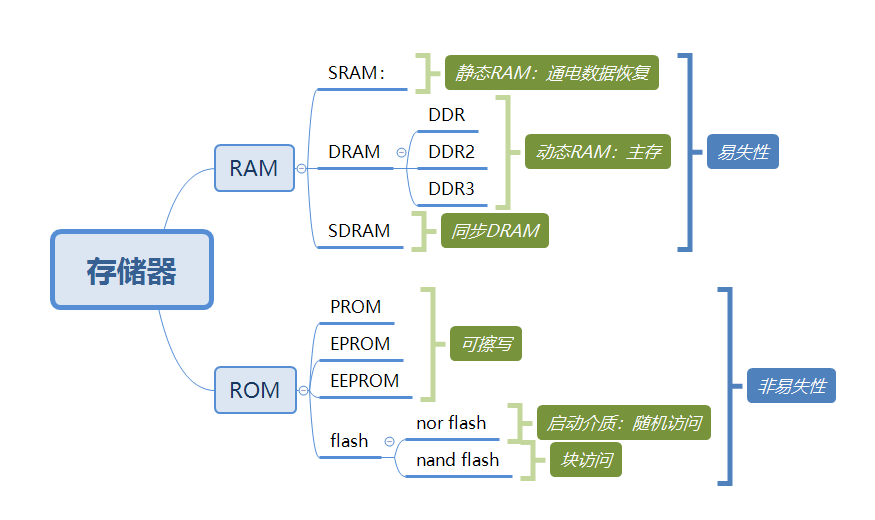 存储器
RAM
SRAM：
静态RAM：通电数据恢复
DRAM
DDR
DDR2
DDR3
动态RAM：主存
SDRAM
同步DRAM
易失性
ROM
PROM
EPROM
EEPROM
可擦写
flash
nor flash
启动介质：随机访问
nand flash
块访问
非易失性